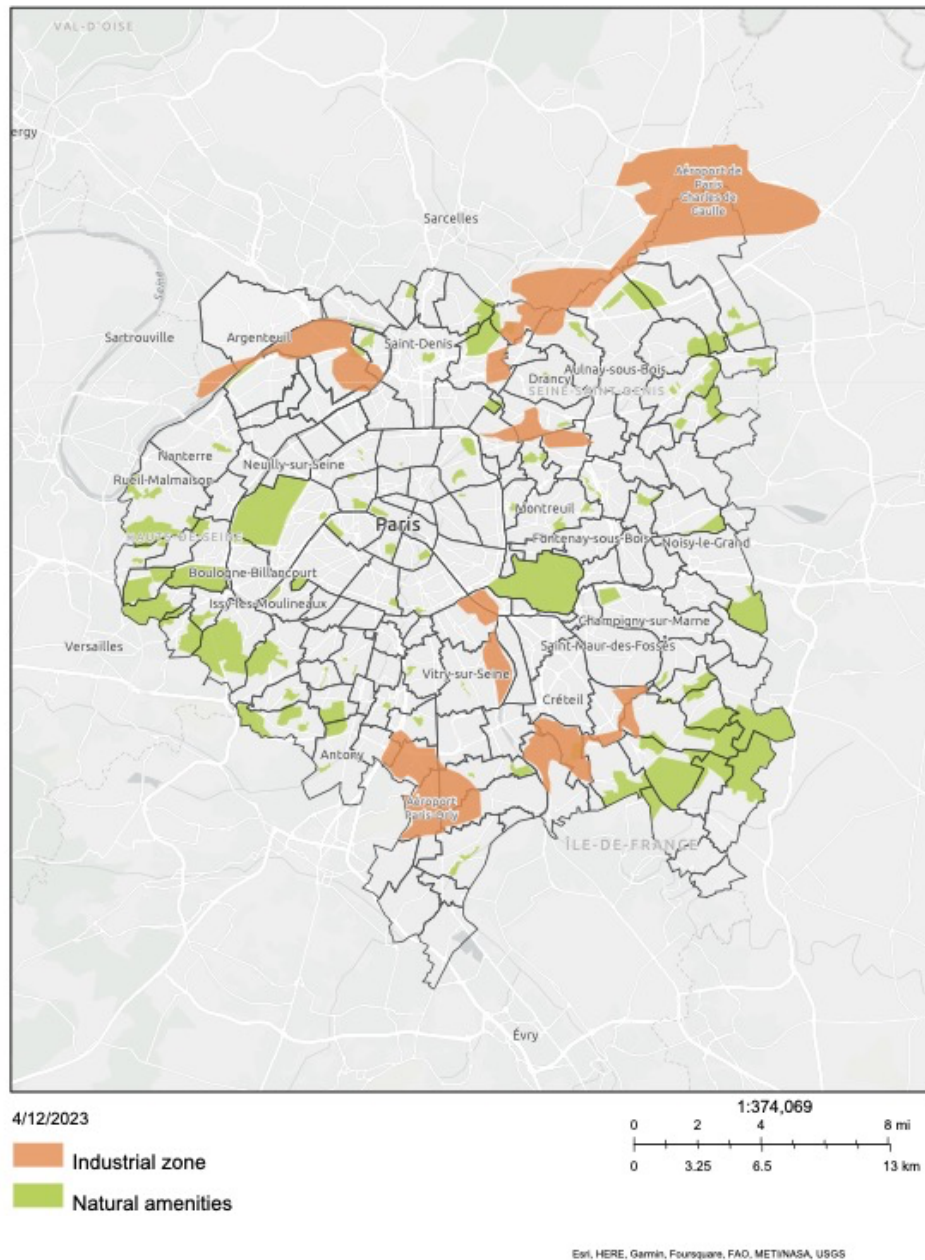 VAL-D'OISE
ergy
Aéroport de
Paris
Charles de
Gaulle
Sarcelles
Seine
Sartrouville
Argenteuil
Saint-Denis
Aulnay-sous-Bois
Drancy
SEINE-SAINT-DENIS
Nanterre
Neuilly-sur-Seine
Rueil-Malmaison
Montreuil
Paris
HAUTS-DE-SEINE
Fontenay-sous-Bois
Noisy-le-Grand
Boulogne-Billancourt
Issy-les-Moulineaux
Champigny-sur-Marne
Versailles
Saint-Maur-des-Fossés
Vitry-sur-Seine
Créteil
Antony
Aéroport
Paris-Orly
ÎLE-DE-FRANCE
Évry
4/12/2023
1:374,069
0 2 4 8 mi
0 3.25 6.5 13 km
Industrial zone
Natural amenities
Esri, HERE, Garmin, Foursquare, FAO, METI/NASA, USGS